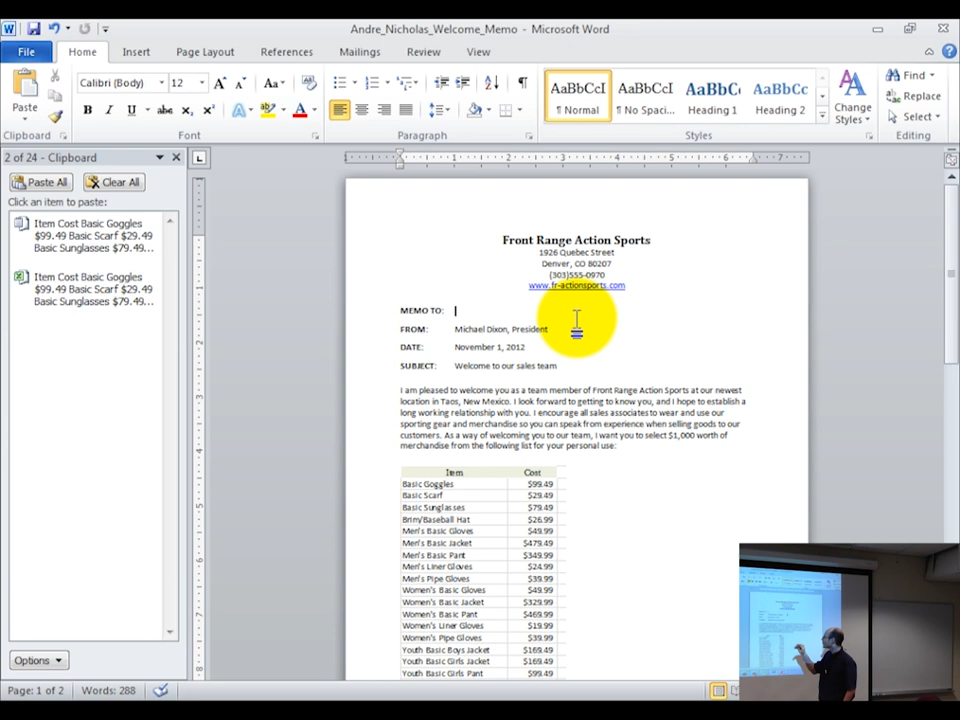 Andre_Nicholas_Welcome_Memo - Microsoft Word
File Home Insert Page Layout References Mailings Review View
Calibri (Body) 12 Aa AaBbCcI AaBbCcI AaBbCc AaBbCc Find
Paste Replace
B I U abc x₂ x² A ¶ Normal ¶ No Spaci... Heading 1 Heading 2 Change Styles Select
Clipboard Font Paragraph Styles Editing
2 of 24 - Clipboard
Paste All Clear All
Click an item to paste:
Item Cost Basic Goggles
$99.49 Basic Scarf $29.49
Basic Sunglasses $79.49...
Item Cost Basic Goggles
$99.49 Basic Scarf $29.49
Basic Sunglasses $79.49...
Options
1 2 3 4 5 6 7
Front Range Action Sports
1926 Quebec Street
Denver, CO 80207
(303)555-0970
www.fr-actionsports.com
MEMO TO:
FROM: Michael Dixon, President
DATE: November 1, 2012
SUBJECT: Welcome to our sales team
I am pleased to welcome you as a team member of Front Range Action Sports at our newest
location in Taos, New Mexico. I look forward to getting to know you, and I hope to establish a
long working relationship with you. I encourage all sales associates to wear and use our
sporting gear and merchandise so you can speak from experience when selling goods to our
customers. As a way of welcoming you to our team, I want you to select $1,000 worth of
merchandise from the following list for your personal use:
Item Cost
Basic Goggles $99.49
Basic Scarf $29.49
Basic Sunglasses $79.49
Brim/Baseball Hat $26.99
Men's Basic Gloves $49.99
Men's Basic Jacket $479.49
Men's Basic Pant $349.99
Men's Liner Gloves $24.99
Men's Pipe Gloves $39.99
Women's Basic Gloves $49.99
Women's Basic Jacket $329.99
Women's Basic Pant $469.99
Women's Liner Gloves $19.99
Women's Pipe Gloves $39.99
Youth Basic Boys Jacket $169.49
Youth Basic Girls Jacket $169.49
Youth Basic Girls Pant $99.49
Page: 1 of 2 Words: 288